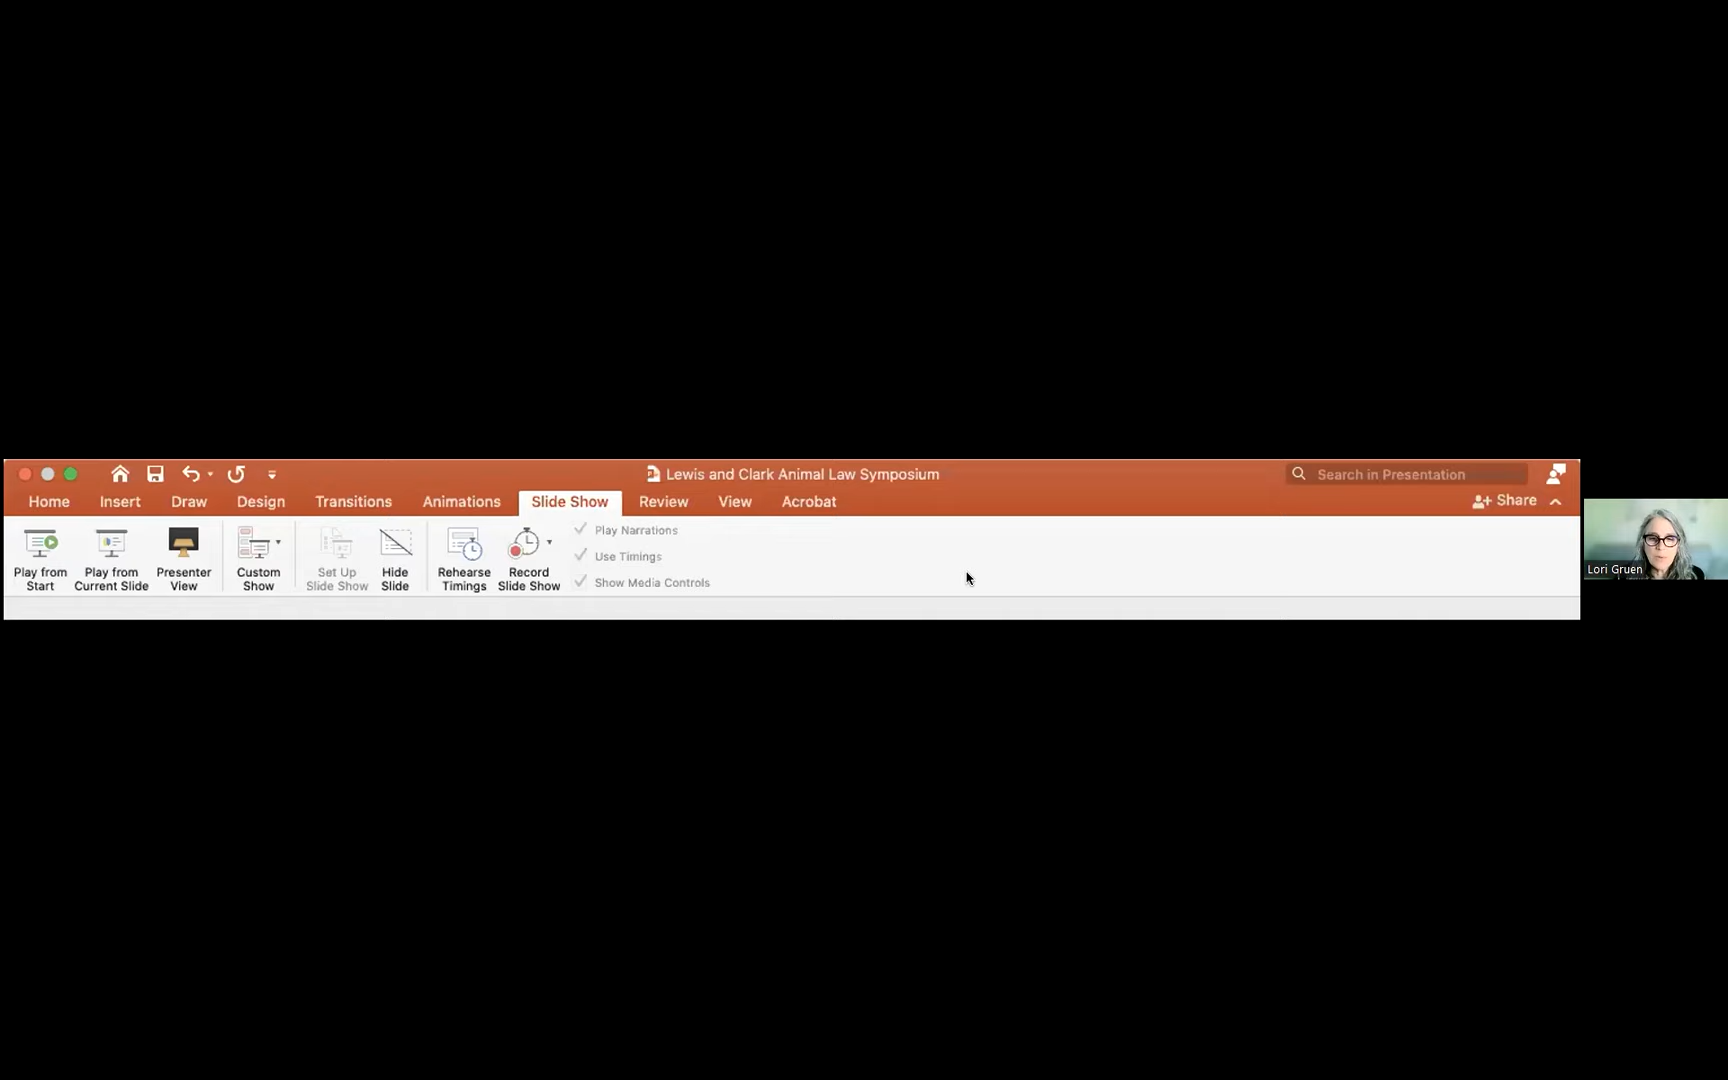 Lewis and Clark Animal Law Symposium
Search in Presentation
Home Insert Draw Design Transitions Animations Slide Show Review View Acrobat Share
Play from Start
Play from Current Slide
Presenter View
Custom Show
Set Up Slide Show
Hide Slide
Rehearse Timings
Record Slide Show
Play Narrations
Use Timings
Show Media Controls
Lori Gruen